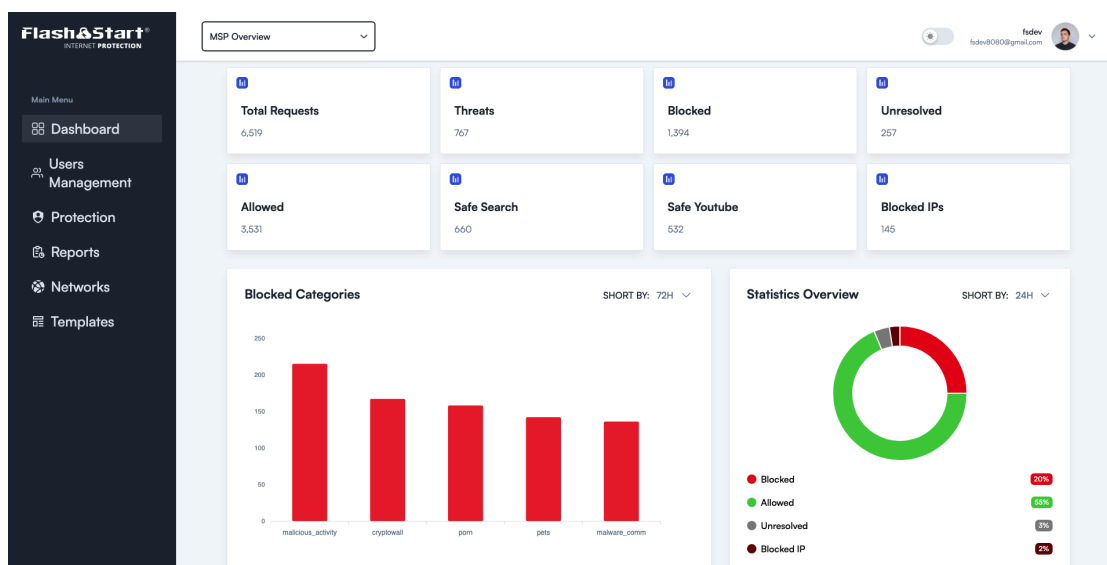 Flash&Start®
INTERNET PROTECTION
MSP Overview
fsdev
fsdev8080@gmail.com
Main Menu
Dashboard
Users
Management
Protection
Reports
Networks
Templates
Total Requests
6,519
Threats
767
Blocked
1,394
Unresolved
257
Allowed
3,531
Safe Search
660
Safe Youtube
532
Blocked IPs
145
Blocked Categories
SHORT BY: 72H
250
200
150
100
50
0
malicious_activity
cryptowall
porn
pets
malware_comm
Statistics Overview
SHORT BY: 24H
Blocked 20%
Allowed 55%
Unresolved 3%
Blocked IP 2%